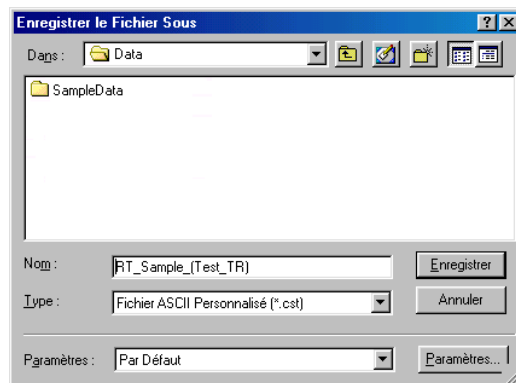 Enregistrer le Fichier Sous
Dans : Data
SampleData
Nom : RT_Sample_(Test_TR) Enregistrer
Type : Fichier ASCII Personnalisé (*.cst) Annuler
Paramètres : Par Défaut Paramètres...